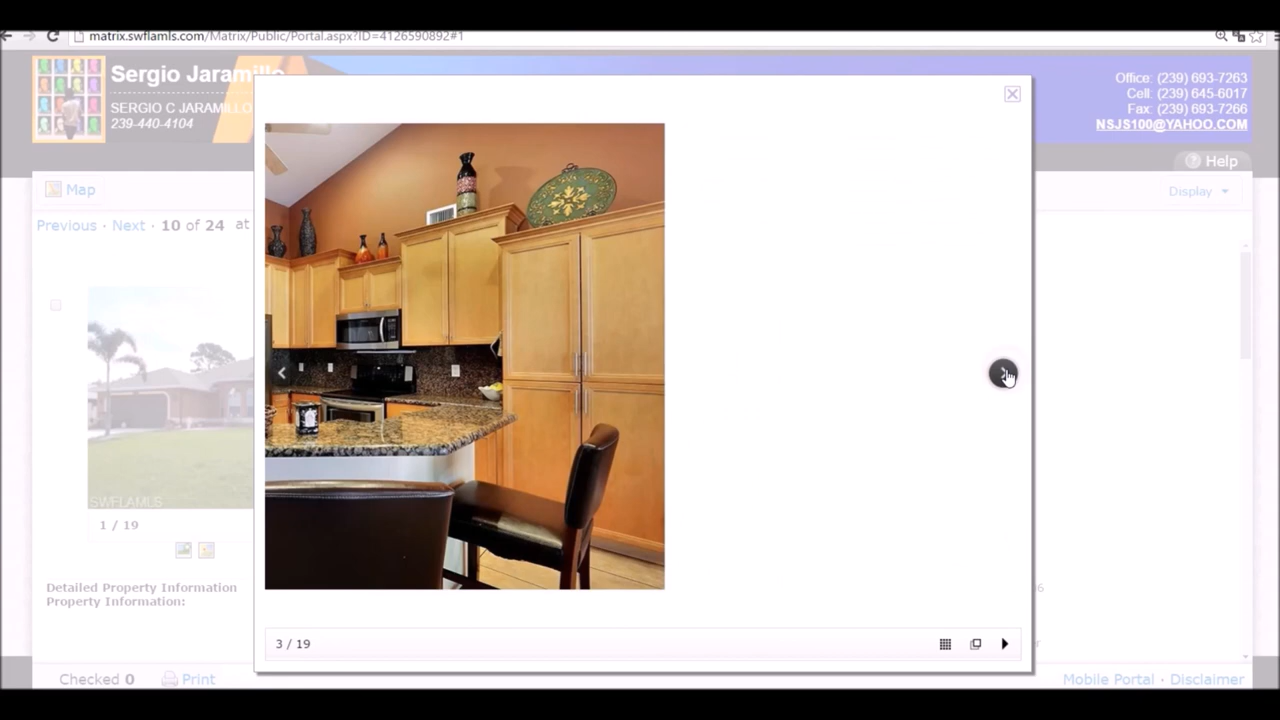 matrix.swflamls.com/Matrix/Public/Portal.aspx?ID=4126590892#1
Sergio Jaramillo
SERGIO C JARAMILLO
239-440-4104
Office: (239) 693-7263
Cell: (239) 645-6017
Fax: (239) 693-7266
NSJS100@YAHOO.COM
? Help
Map
Display
Previous · Next · 10 of 24 at
SWFLAMLS
1 / 19
Detailed Property Information
Property Information:
3 / 19
Checked 0 Print
Mobile Portal · Disclaimer